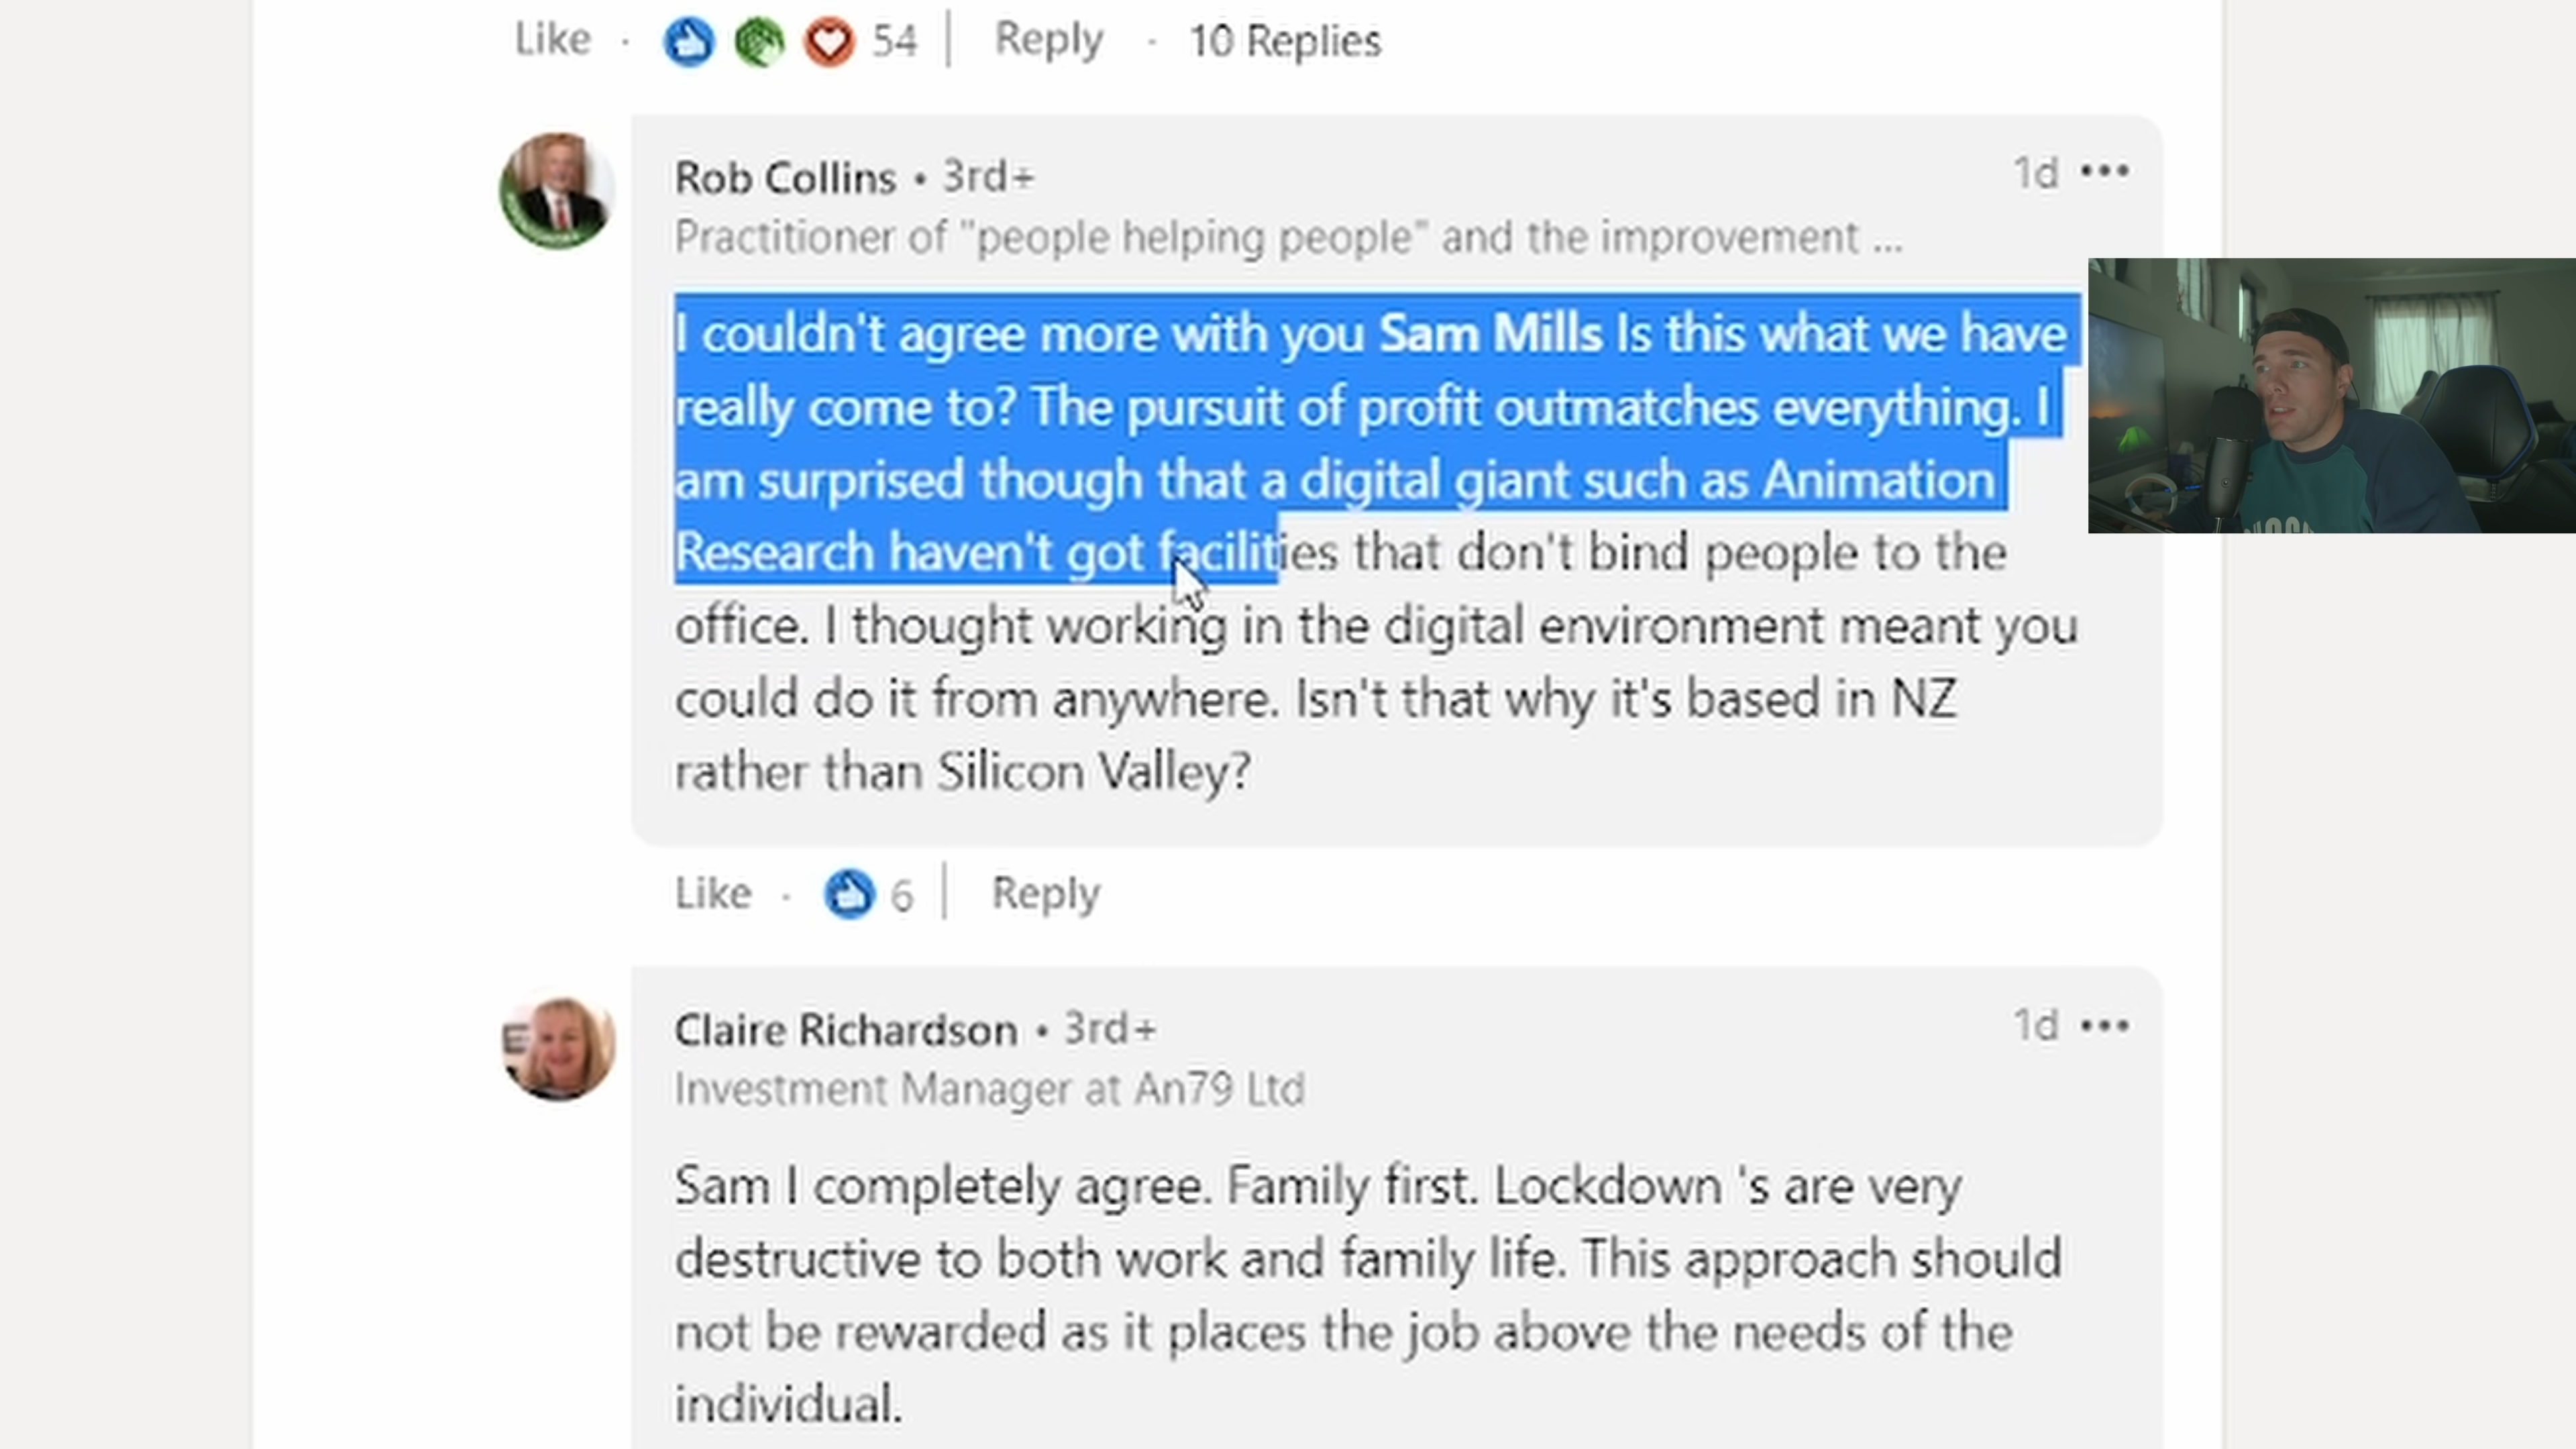 Like · 54 | Reply · 10 Replies
Rob Collins • 3rd+ 1d •••
Practitioner of "people helping people" and the improvement ...
I couldn't agree more with you Sam Mills Is this what we have
really come to? The pursuit of profit outmatches everything. I
am surprised though that a digital giant such as Animation
Research haven't got facilities that don't bind people to the
office. I thought working in the digital environment meant you
could do it from anywhere. Isn't that why it's based in NZ
rather than Silicon Valley?
Like · 6 | Reply
Claire Richardson • 3rd+ 1d •••
Investment Manager at An79 Ltd
Sam I completely agree. Family first. Lockdown 's are very
destructive to both work and family life. This approach should
not be rewarded as it places the job above the needs of the
individual.